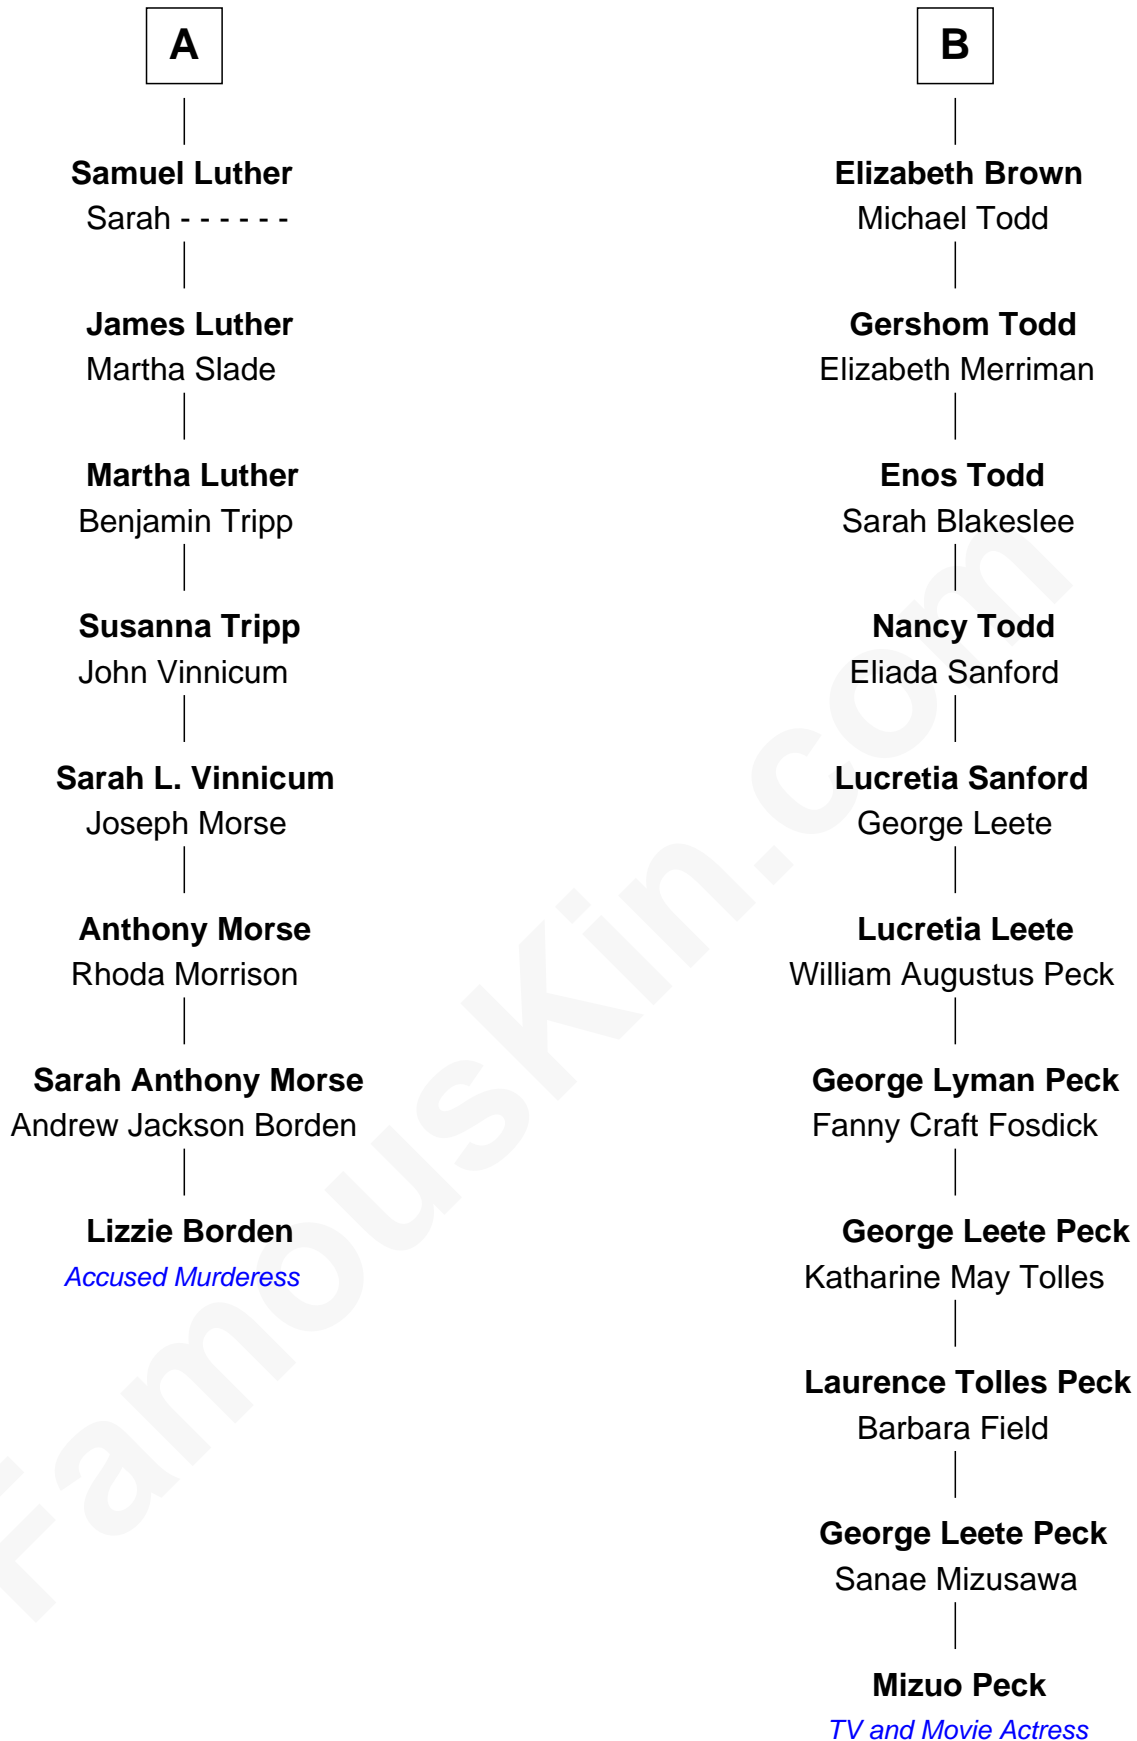 A
Samuel Luther
Sarah - - - - - -
James Luther
Martha Slade
Martha Luther
Benjamin Tripp
Susanna Tripp
John Vinnicum
Sarah L. Vinnicum
Joseph Morse
Anthony Morse
Rhoda Morrison
Sarah Anthony Morse
Andrew Jackson Borden
Lizzie Borden
Accused Murderess
B
Elizabeth Brown
Michael Todd
Gershom Todd
Elizabeth Merriman
Enos Todd
Sarah Blakeslee
Nancy Todd
Eliada Sanford
Lucretia Sanford
George Leete
Lucretia Leete
William Augustus Peck
George Lyman Peck
Fanny Craft Fosdick
George Leete Peck
Katharine May Tolles
Laurence Tolles Peck
Barbara Field
George Leete Peck
Sanae Mizusawa
Mizuo Peck
TV and Movie Actress
FamousKin.com